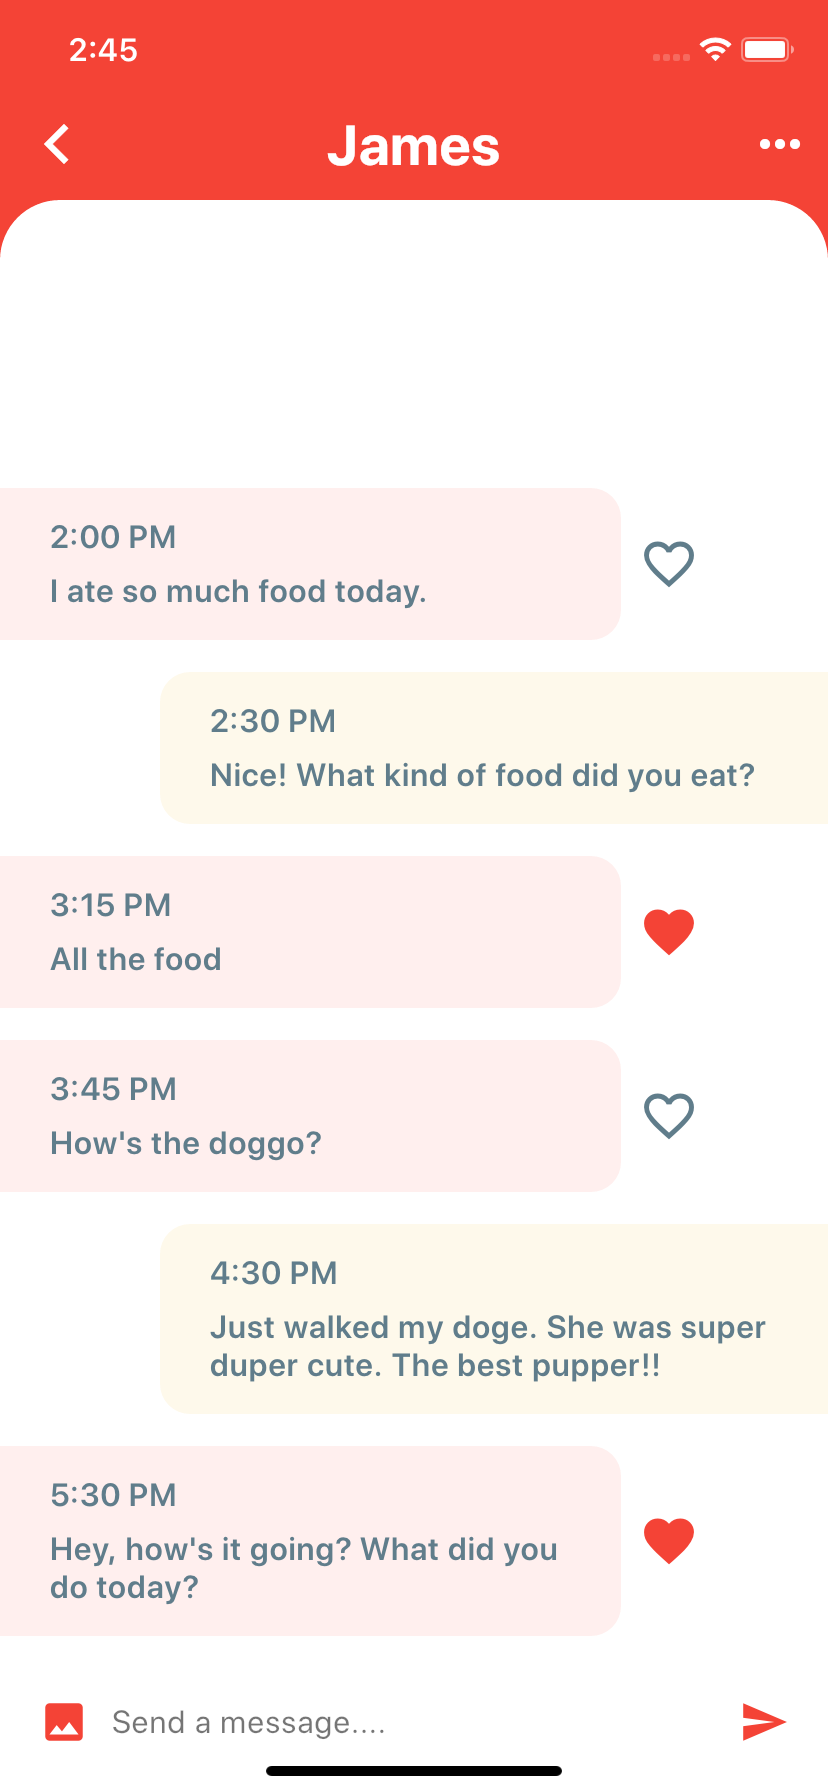 2:45
James
2:00 PM
I ate so much food today.
2:30 PM
Nice! What kind of food did you eat?
3:15 PM
All the food
3:45 PM
How's the doggo?
4:30 PM
Just walked my doge. She was super
duper cute. The best pupper!!
5:30 PM
Hey, how's it going? What did you
do today?
Send a message....